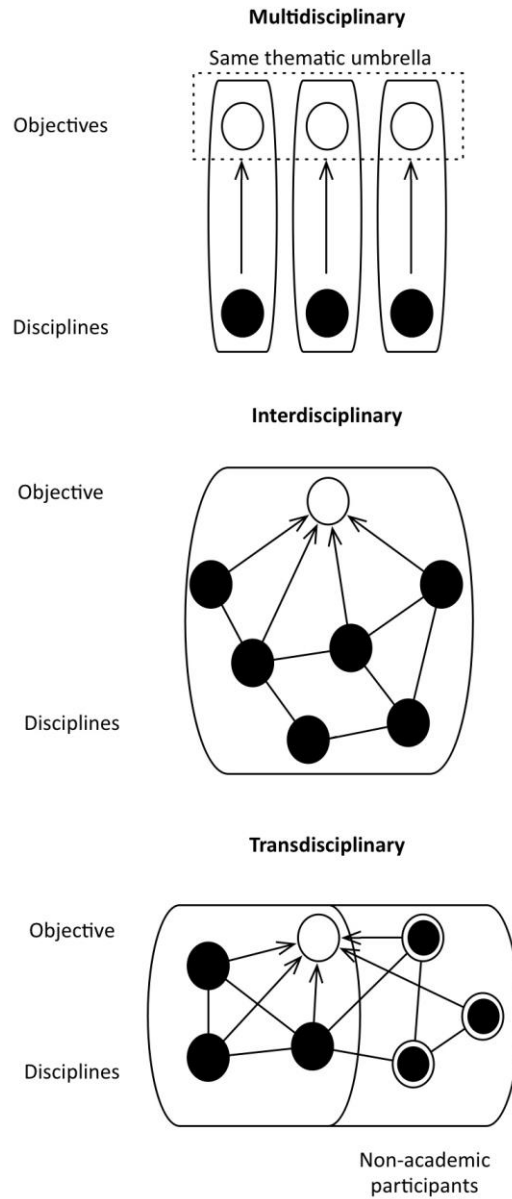 Multidisciplinary
Same thematic umbrella
Objectives
Disciplines
Interdisciplinary
Objective
Disciplines
Transdisciplinary
Objective
Disciplines
Non-academic
participants